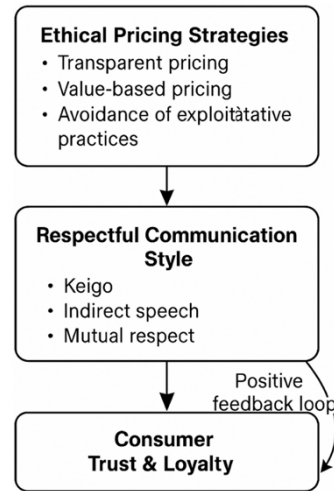 Ethical Pricing Strategies
• Transparent pricing
• Value-based pricing
• Avoidance of exploitàtative
practices
Respectful Communication
Style
• Keigo
• Indirect speech
• Mutual respect
Positive
feedback loop
Consumer
Trust & Loyalty